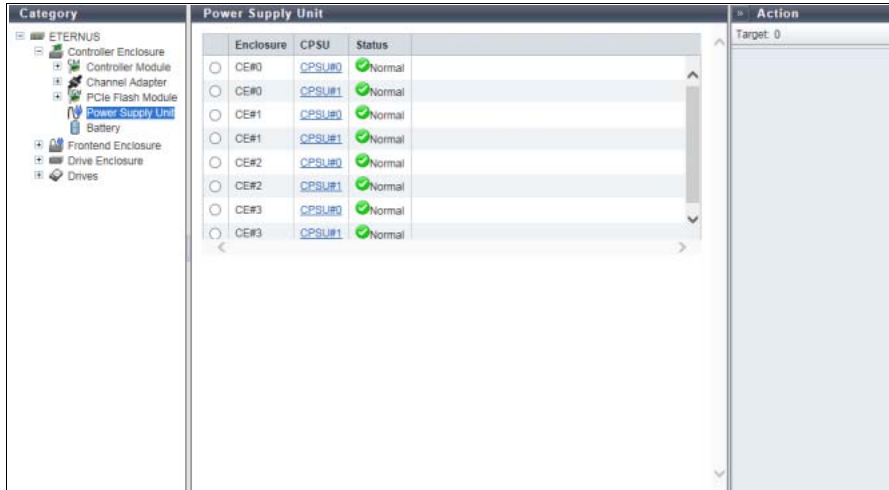 Category
ETERNUS
Controller Enclosure
Controller Module
Channel Adapter
PCIe Flash Module
Power Supply Unit
Battery
Frontend Enclosure
Drive Enclosure
Drives
Power Supply Unit
Enclosure CPSU Status
CE#0 CPSU#0 Normal
CE#0 CPSU#1 Normal
CE#1 CPSU#0 Normal
CE#1 CPSU#1 Normal
CE#2 CPSU#0 Normal
CE#2 CPSU#1 Normal
CE#3 CPSU#0 Normal
CE#3 CPSU#1 Normal
» Action
Target: 0